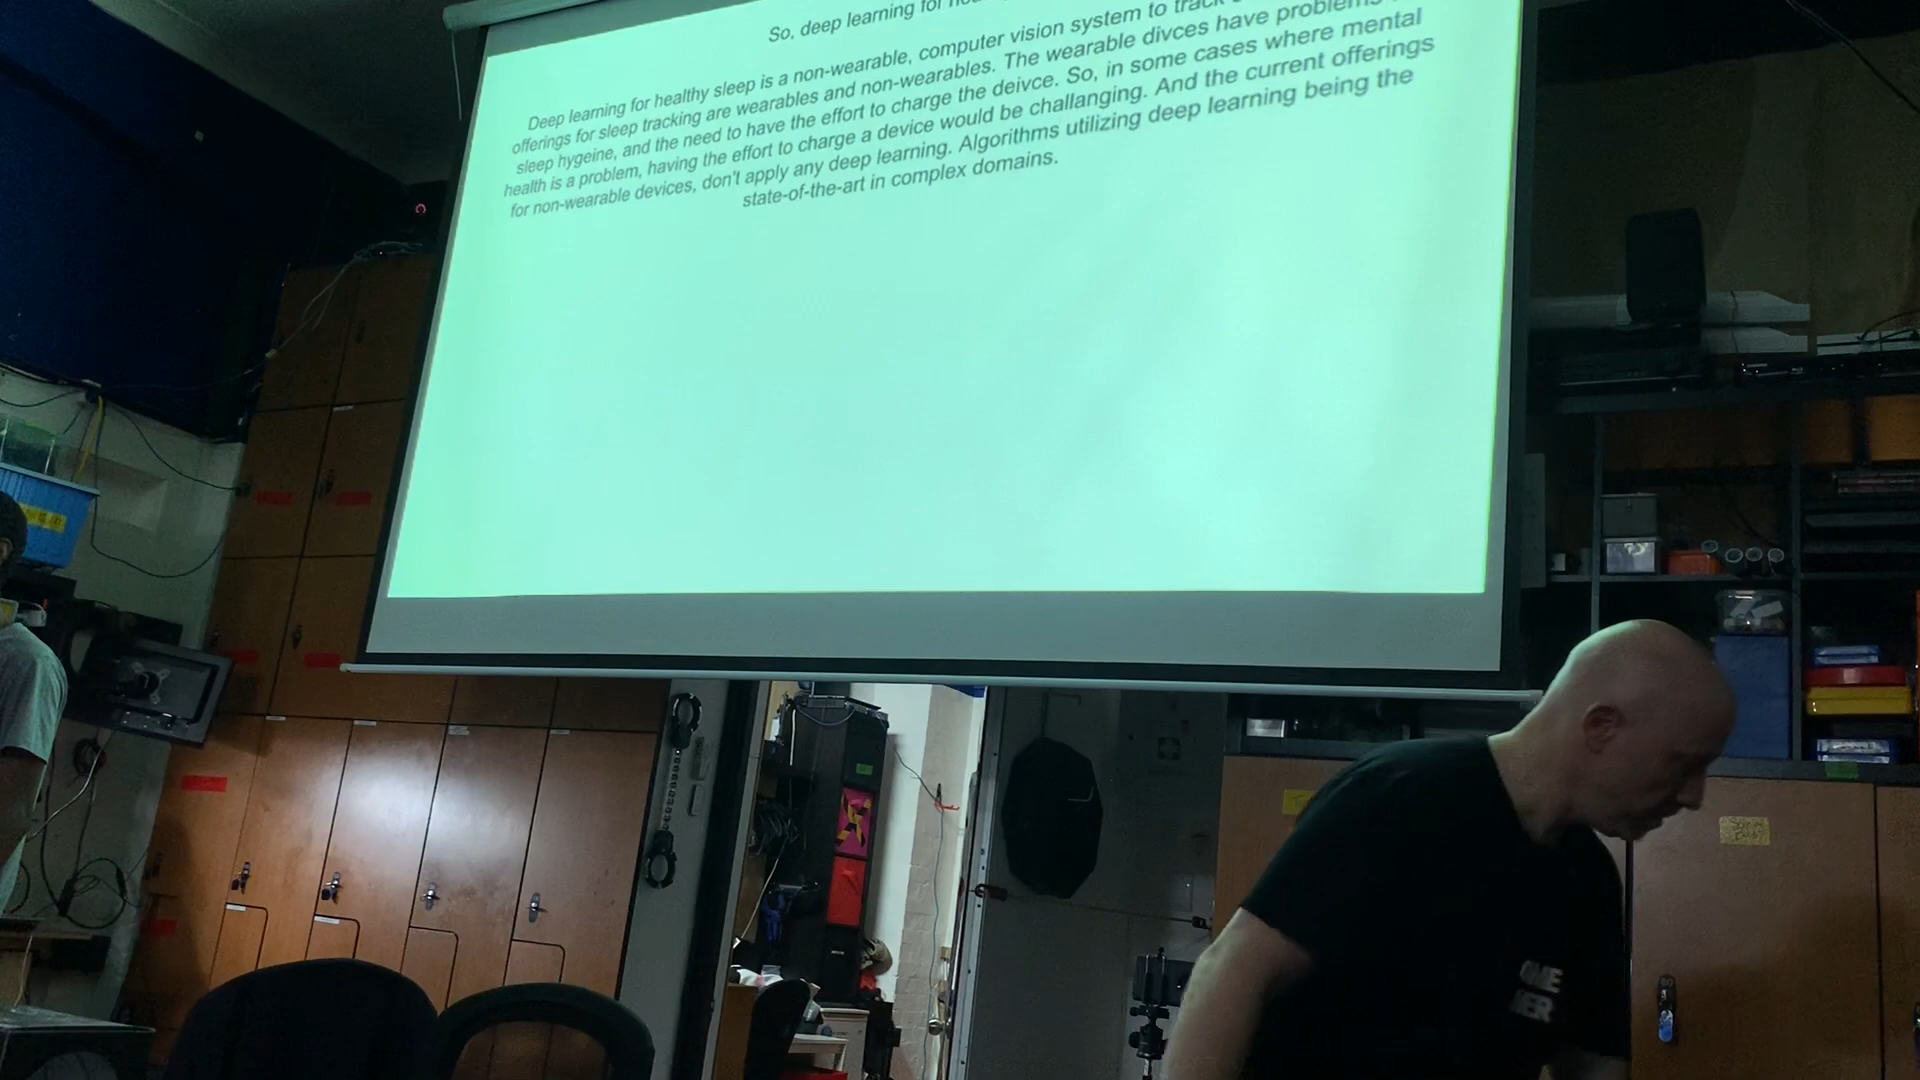 So, deep learning for
Deep learning for healthy sleep is a non-wearable, computer vision system to track
offerings for sleep tracking are wearables and non-wearables. The wearable divces have problems
sleep hygeine, and the need to have the effort to charge the deivce. So, in some cases where mental
health is a problem, having the effort to charge a device would be challanging. And the current offerings
for non-wearable devices, don't apply any deep learning. Algorithms utilizing deep learning being the
state-of-the-art in complex domains.